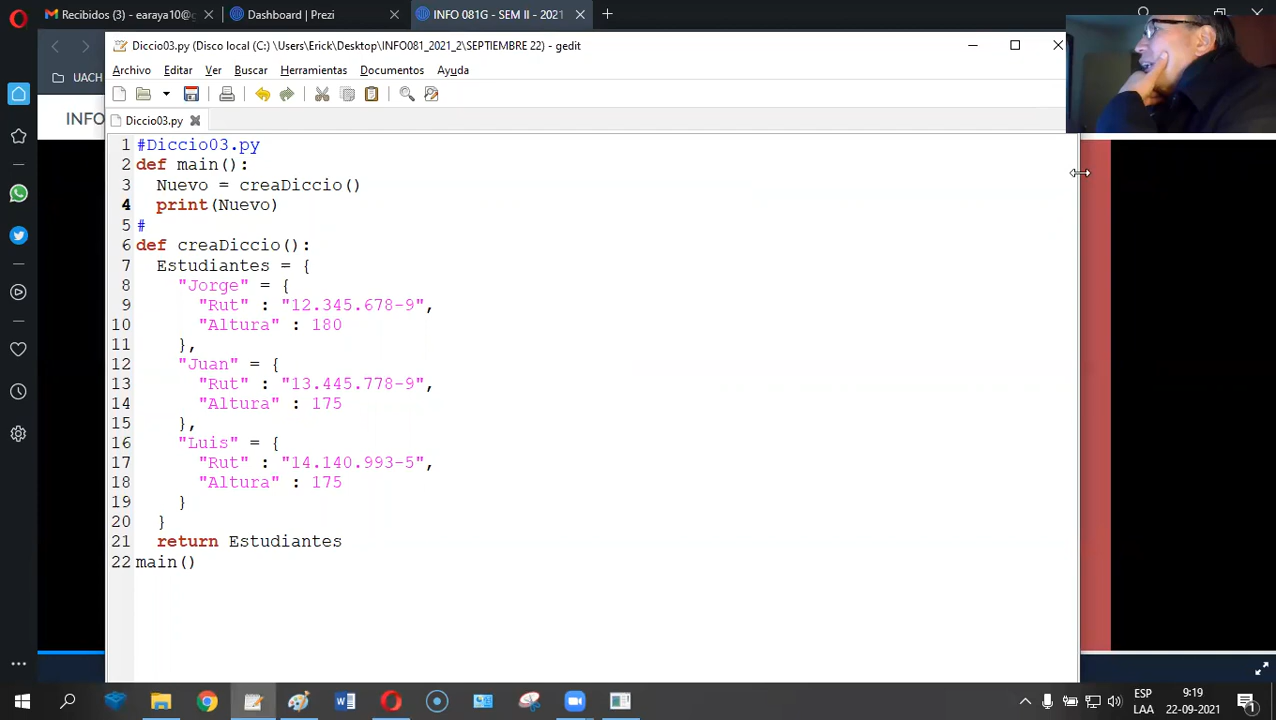 Recibidos (3) - earaya10@g
Dashboard | Prezi
INFO 081G - SEM II - 2021
Diccio03.py (Disco local (C:) \Users\Erick\Desktop\INFO081_2021_2\SEPTIEMBRE 22) - gedit
Archivo Editar Ver Buscar Herramientas Documentos Ayuda
UACH
INFO
Diccio03.py
1 #Diccio03.py
2 def main():
3 Nuevo = creaDiccio()
4 print(Nuevo)
5 #
6 def creaDiccio():
7 Estudiantes = {
8 "Jorge" = {
9 "Rut" : "12.345.678-9",
10 "Altura" : 180
11 },
12 "Juan" = {
13 "Rut" : "13.445.778-9",
14 "Altura" : 175
15 },
16 "Luis" = {
17 "Rut" : "14.140.993-5",
18 "Altura" : 175
19 }
20 }
21 return Estudiantes
22 main()
ESP 9:19
LAA 22-09-2021
1